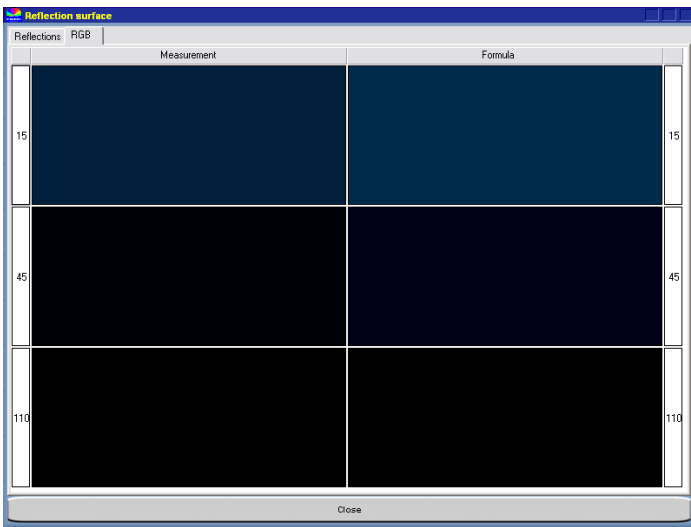 Reflection surface
Reflections RGB
Measurement Formula
15 15
45 45
110 110
Close